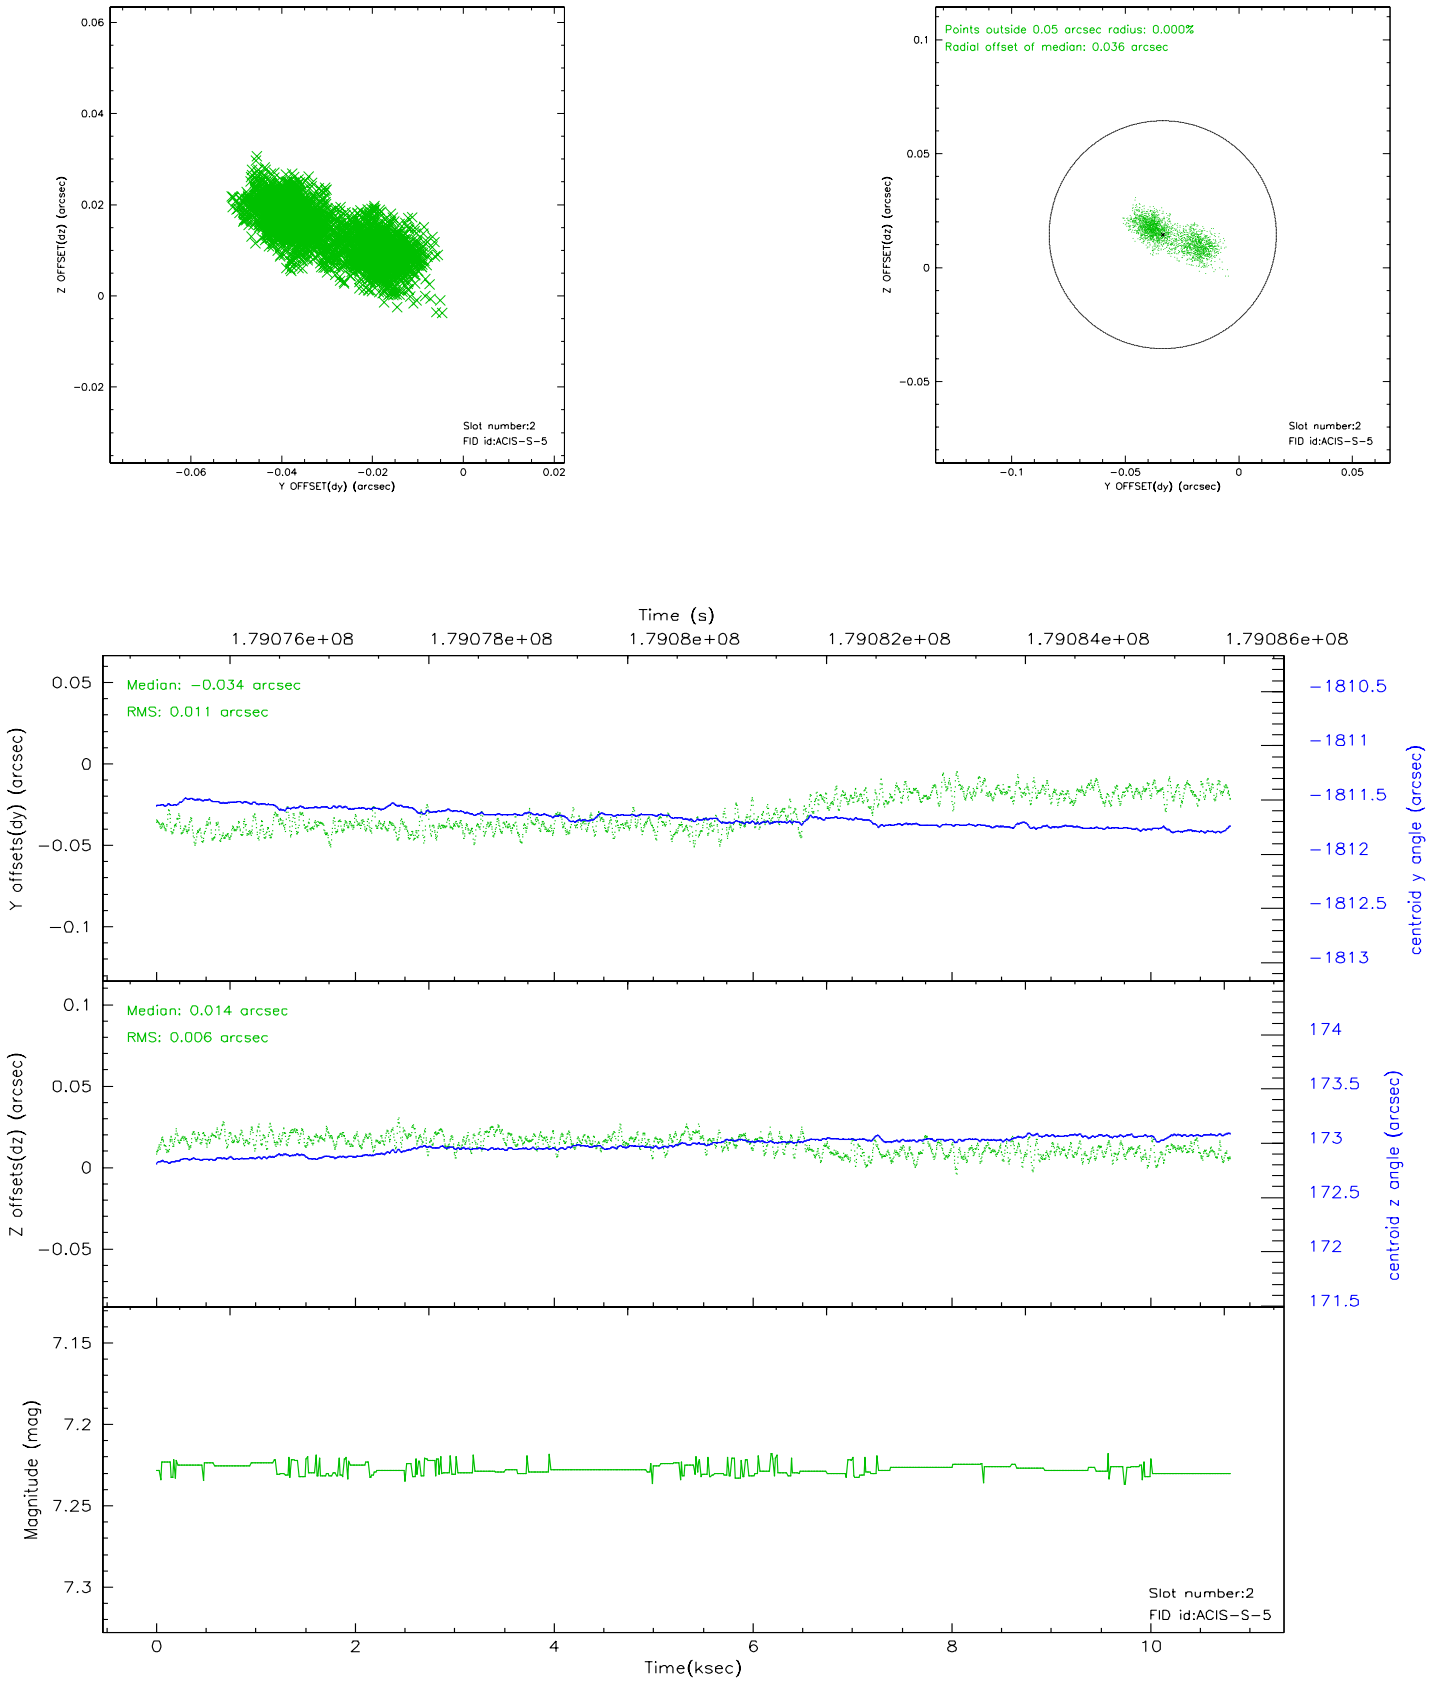 0.06
0.04
0.02
0
-0.02
Z OFFSET(dz) (arcsec)
Slot number:2
FID id:ACIS-S-5
-0.06 -0.04 -0.02 0 0.02
Y OFFSET(dy) (arcsec)
Points outside 0.05 arcsec radius: 0.000%
Radial offset of median: 0.036 arcsec
0.1
0.05
0
-0.05
Z OFFSET(dz) (arcsec)
Slot number:2
FID id:ACIS-S-5
-0.1 -0.05 0 0.05
Y OFFSET(dy) (arcsec)
Time (s)
1.79076e+08 1.79078e+08 1.7908e+08 1.79082e+08 1.79084e+08 1.79086e+08
Median: -0.034 arcsec
RMS: 0.011 arcsec
0.05
0
-0.05
-0.1
Y offsets(dy) (arcsec)
-1810.5
-1811
-1811.5
-1812
-1812.5
-1813
centroid y angle (arcsec)
Median: 0.014 arcsec
RMS: 0.006 arcsec
0.1
0.05
0
-0.05
Z offsets(dz) (arcsec)
174
173.5
173
172.5
172
171.5
centroid z angle (arcsec)
7.15
7.2
7.25
7.3
Magnitude (mag)
Slot number:2
FID id:ACIS-S-5
0 2 4 6 8 10
Time(ksec)